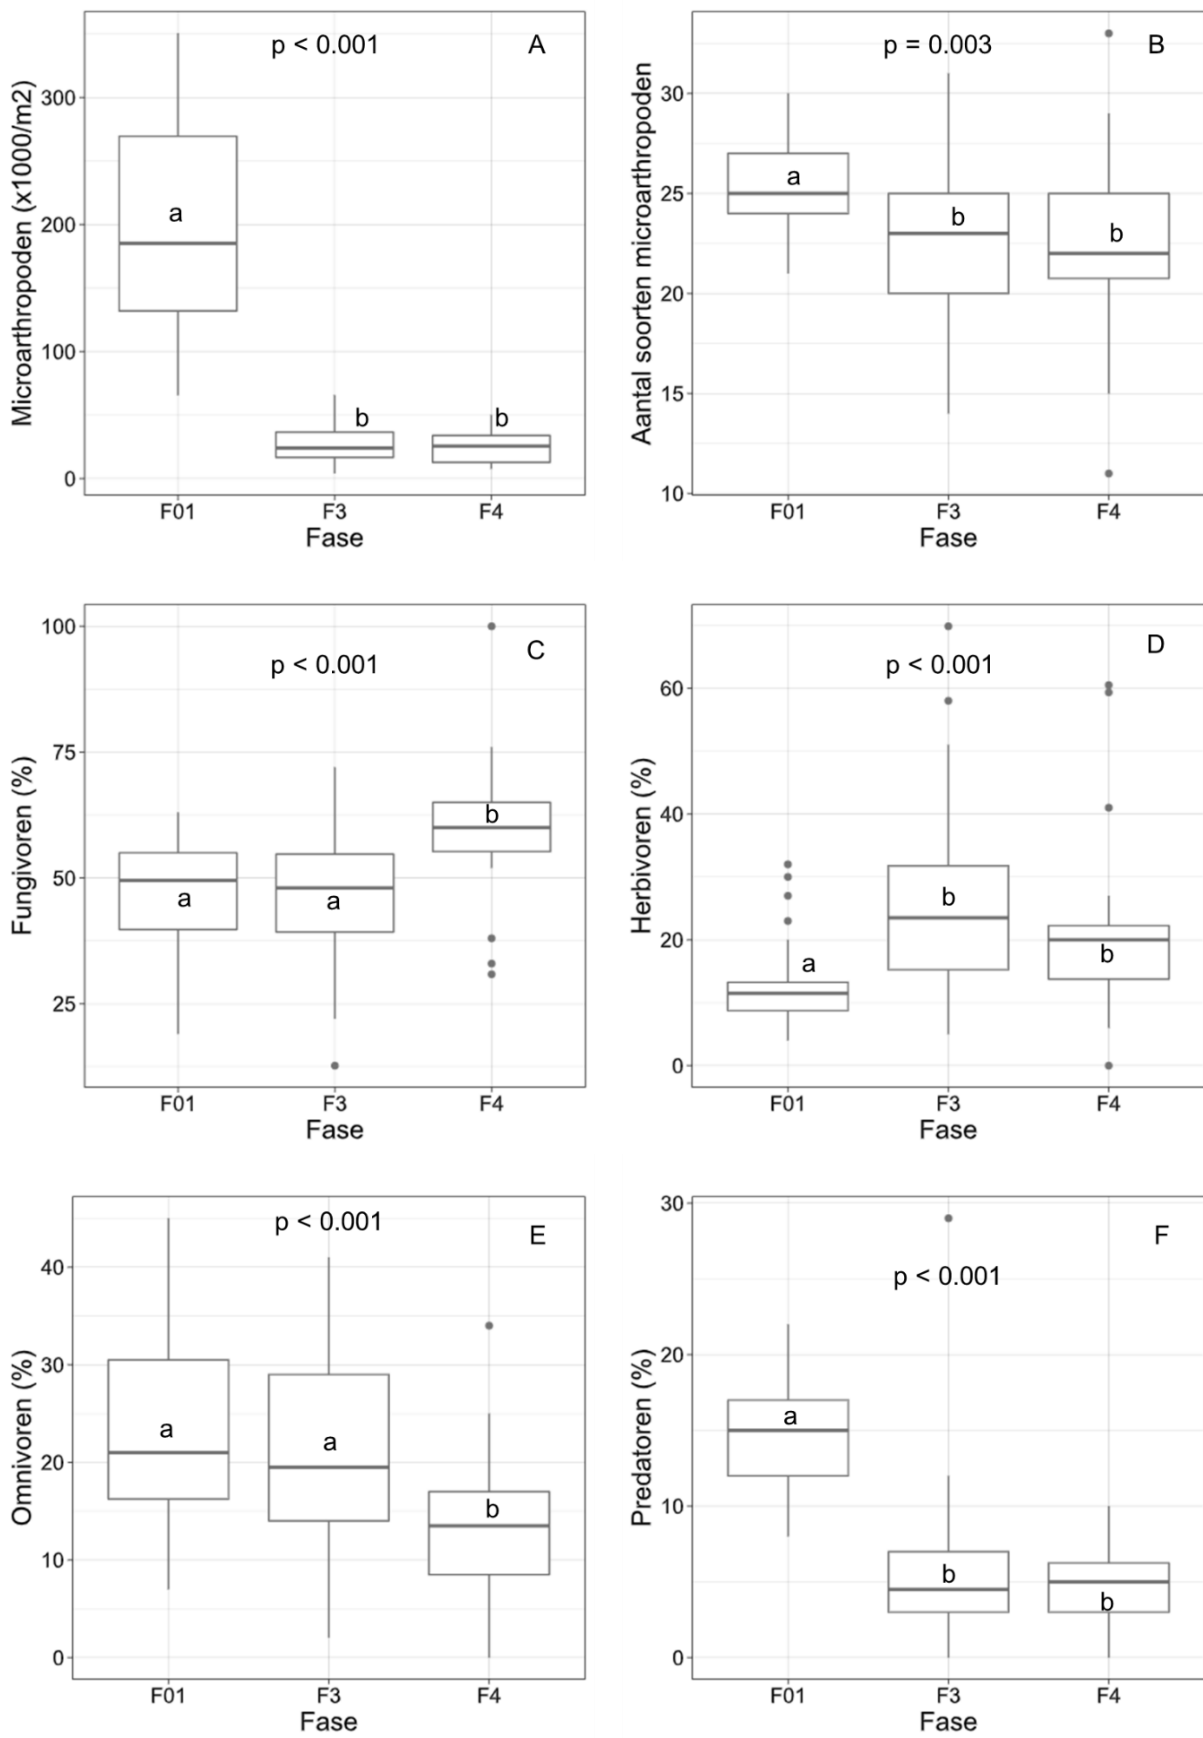 p < 0.001
A
Microarthropoden (x1000/m2)
300
200
100
0
a
b
b
F01
F3
F4
Fase
p = 0.003
B
Aantal soorten microarthropoden
30
25
20
15
10
a
b
b
F01
F3
F4
Fase
p < 0.001
C
Fungivoren (%)
100
75
50
25
a
a
b
F01
F3
F4
Fase
p < 0.001
D
Herbivoren (%)
60
40
20
0
a
b
b
F01
F3
F4
Fase
p < 0.001
E
Omnivoren (%)
40
30
20
10
0
a
a
b
F01
F3
F4
Fase
p < 0.001
F
Predatoren (%)
30
20
10
0
a
b
b
F01
F3
F4
Fase